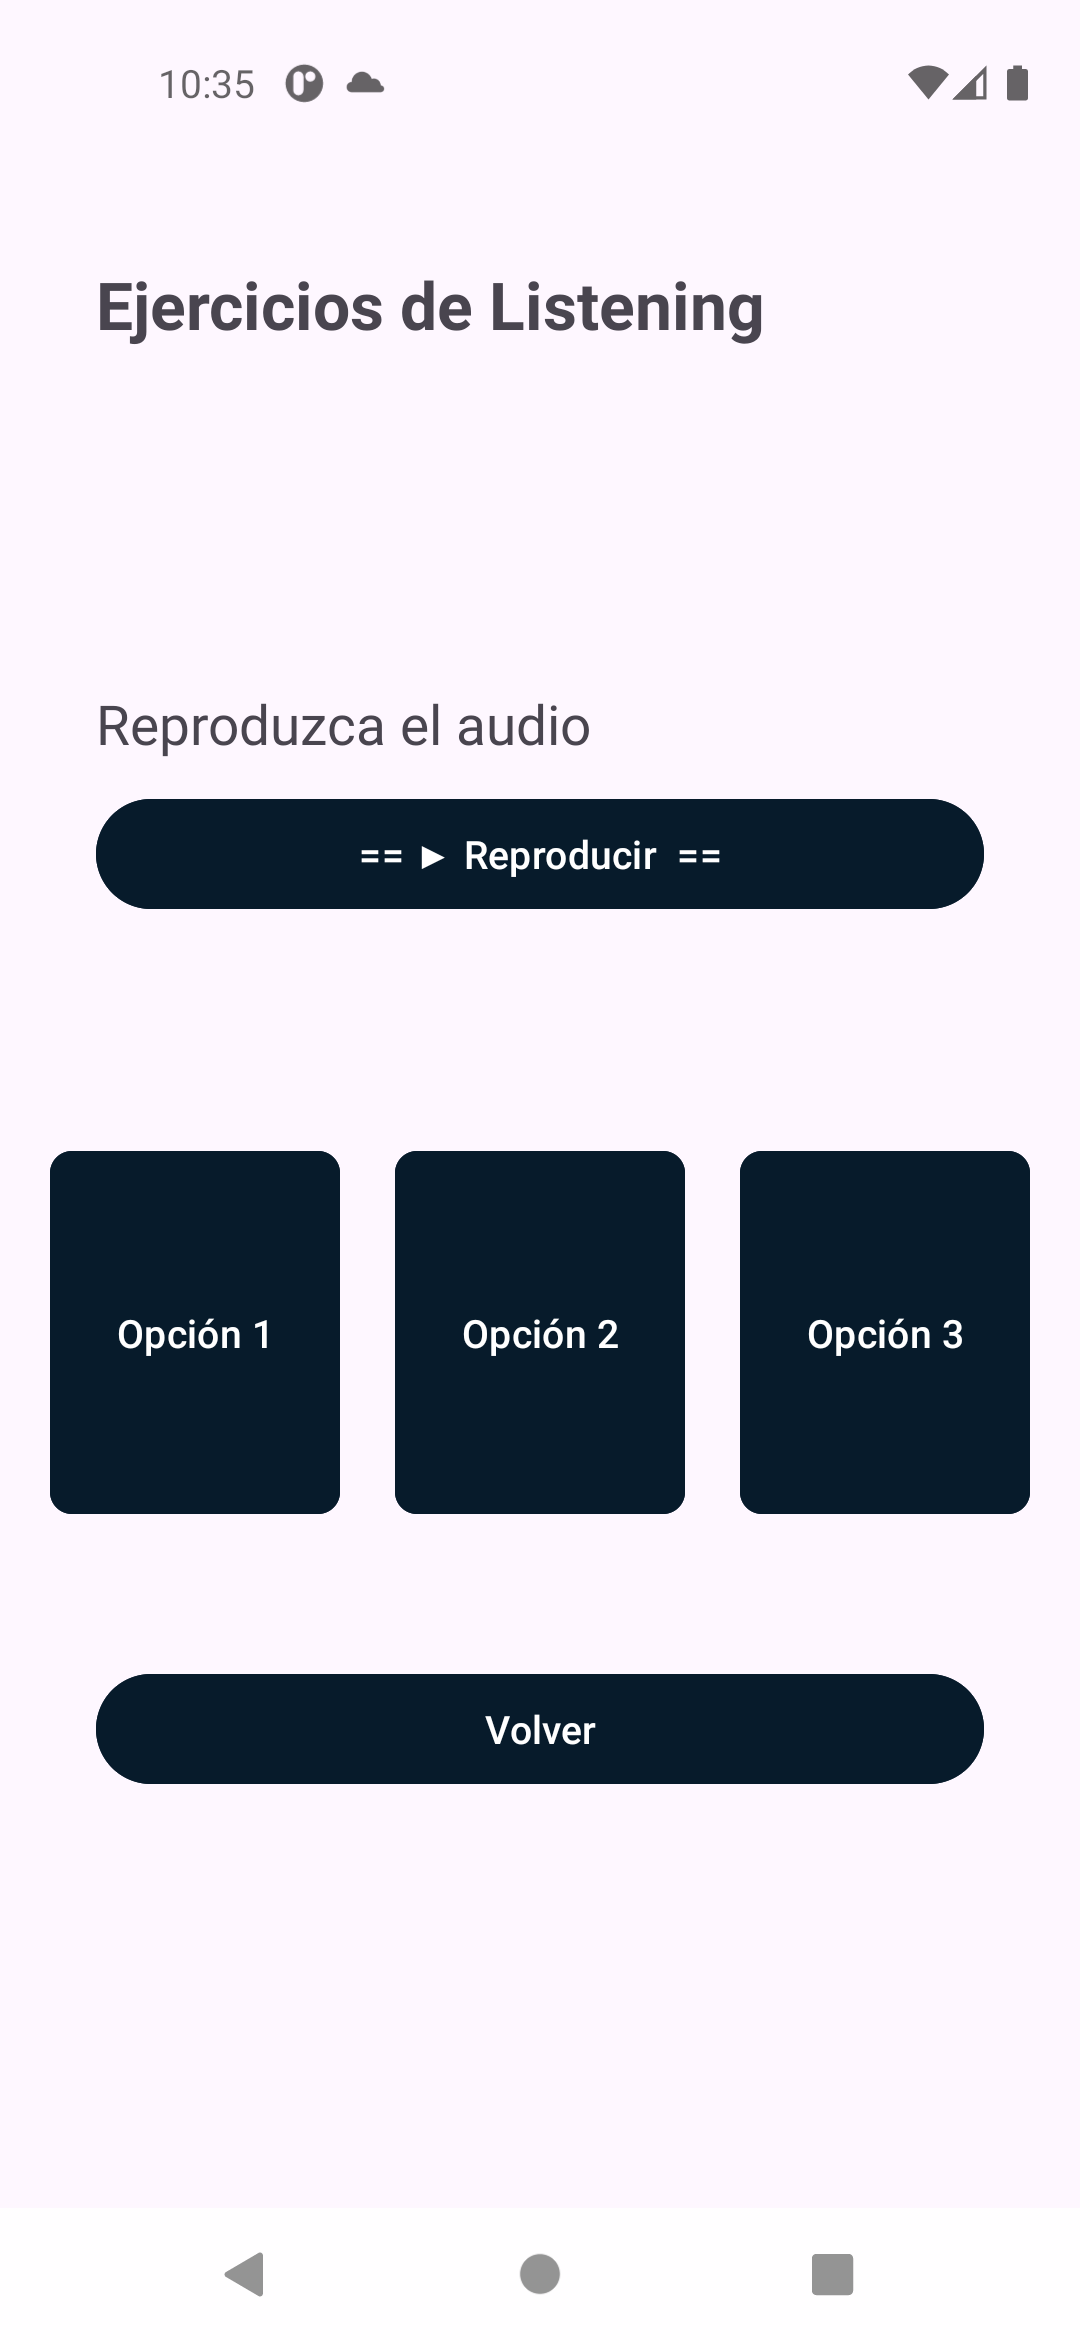 10:35
Ejercicios de Listening
Reproduzca el audio
== ► Reproducir ==
Opción 1 Opción 2 Opción 3
Volver